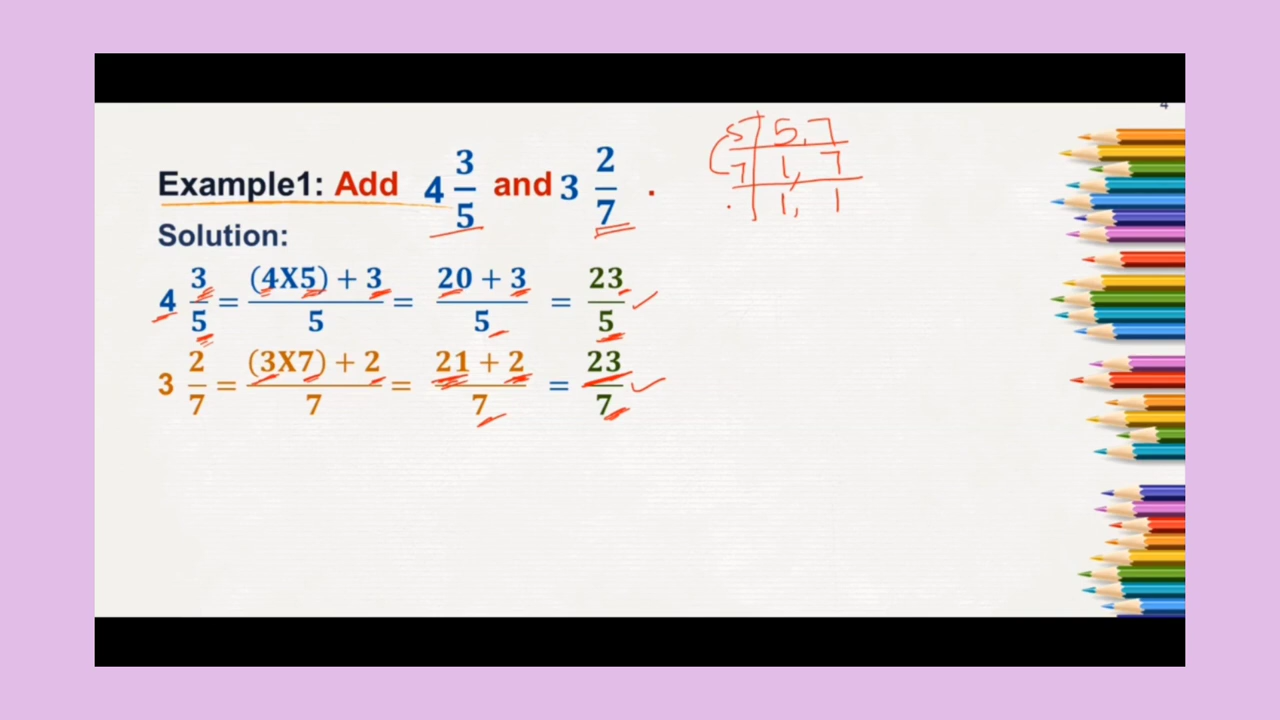 4
Example1: Add 4 3/5 and 3 2/7 .
Solution:
4 3/5 = (4X5) + 3/5 = 20 + 3/5 = 23/5
3 2/7 = (3X7) + 2/7 = 21 + 2/7 = 23/7
5 5, 7
7 1, 7
1, 1